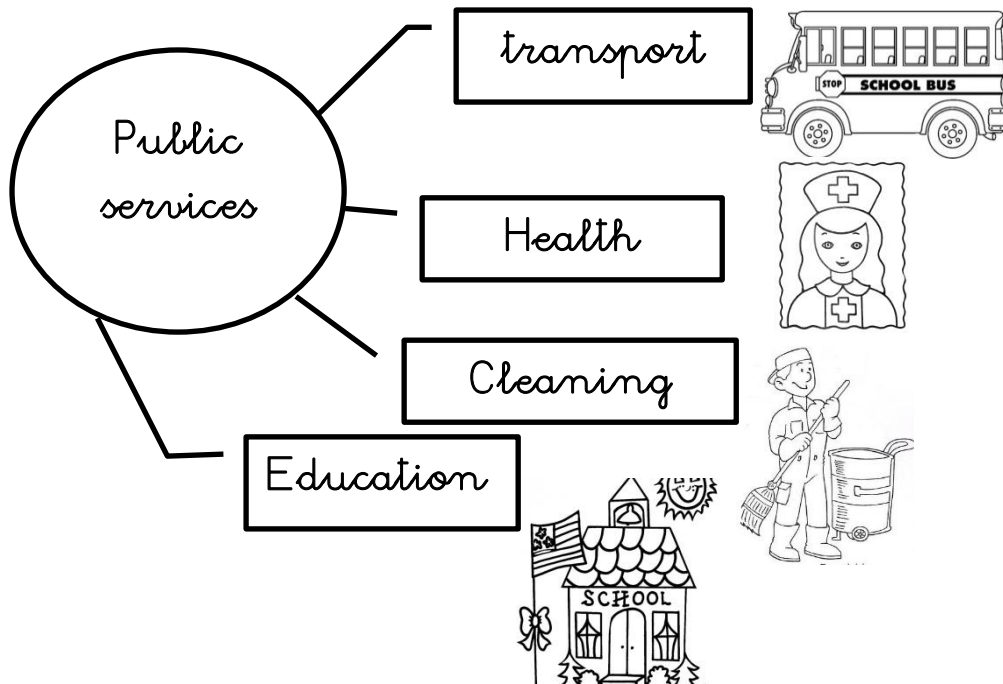 Public
services
transport
STOP
SCHOOL BUS
Health
Cleaning
Education
SCHOOL